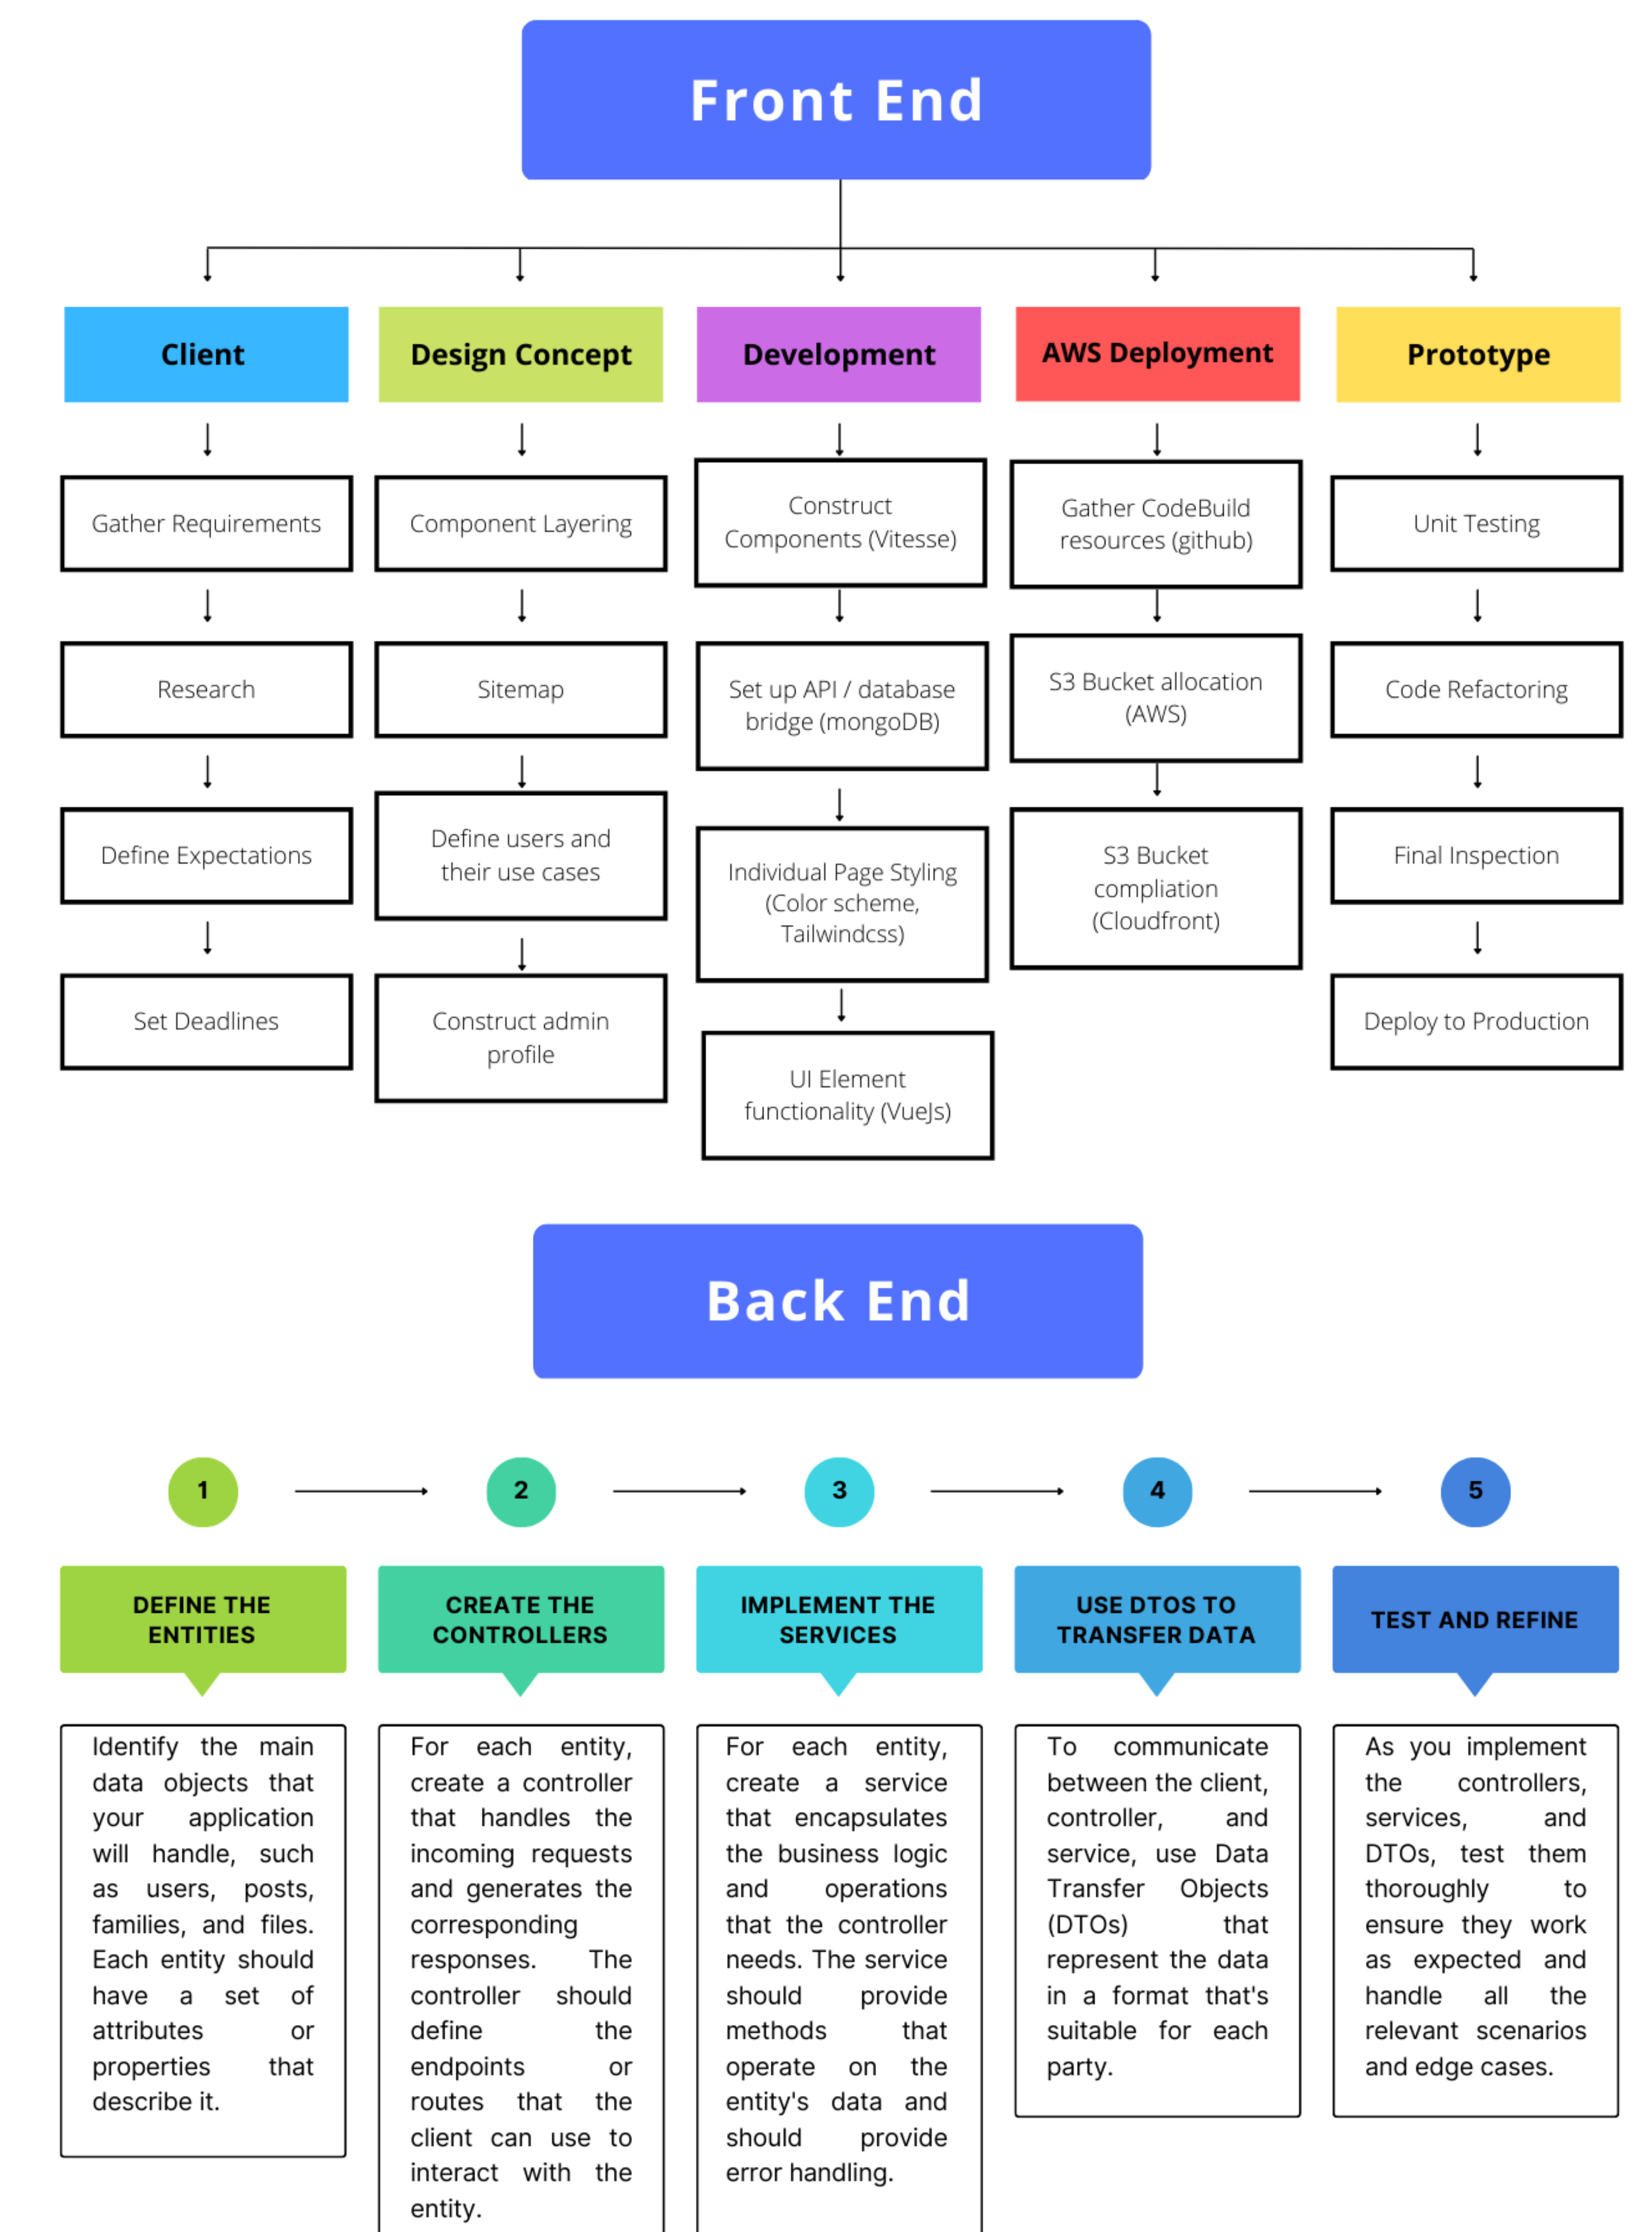 Front End
Client
Design Concept
Development
AWS Deployment
Prototype
Gather Requirements
Research
Define Expectations
Set Deadlines
Component Layering
Sitemap
Define users and
their use cases
Construct admin
profile
Construct
Components (Vitesse)
Set up API / database
bridge (mongoDB)
Individual Page Styling
(Color scheme,
Tailwindcss)
UI Element
functionality (VueJs)
Gather CodeBuild
resources (github)
S3 Bucket allocation
(AWS)
S3 Bucket
compliation
(Cloudfront)
Unit Testing
Code Refactoring
Final Inspection
Deploy to Production
Back End
1
2
3
4
5
DEFINE THE
ENTITIES
CREATE THE
CONTROLLERS
IMPLEMENT THE
SERVICES
USE DTOS TO
TRANSFER DATA
TEST AND REFINE
Identify the main
data objects that
your application
will handle, such
as users, posts,
families, and files.
Each entity should
have a set of
attributes or
properties that
describe it.
For each entity,
create a controller
that handles the
incoming requests
and generates the
corresponding
responses. The
controller should
define the
endpoints or
routes that the
client can use to
interact with the
entity.
For each entity,
create a service
that encapsulates
the business logic
and operations
that the controller
needs. The service
should provide
methods that
operate on the
entity's data and
should provide
error handling.
To communicate
between the client,
controller, and
service, use Data
Transfer Objects
(DTOs) that
represent the data
in a format that's
suitable for each
party.
As you implement
the controllers,
services, and
DTOs, test them
thoroughly to
ensure they work
as expected and
handle all the
relevant scenarios
and edge cases.